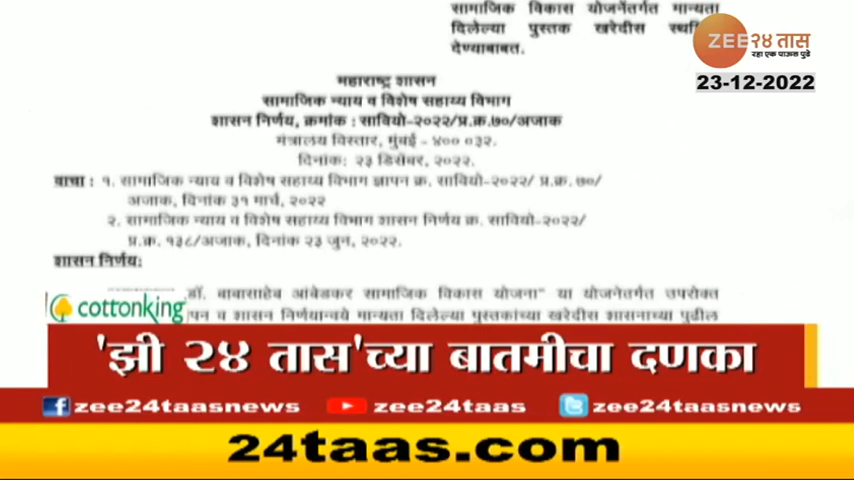 सामाजिक विकास योजनेंतर्गत मान्यता
दिलेल्या पुस्तक खरेदीस
देण्याबाबत.
ZEE २४ तास
रहा एक पाऊल पुढे
23-12-2022
महाराष्ट्र शासन
सामाजिक न्याय व विशेष सहाय्य विभाग
शासन निर्णय, क्रमांक : सावियो-२०२२/प्र.क्र.७०/अजाक
मंत्रालय विस्तार, मुंबई - ४०० ०३२.
दिनांक: २३ डिसेंबर, २०२२.
वाचा : १. सामाजिक न्याय व विशेष सहाय्य विभाग ज्ञापन क्र. सावियो-२०२२/ प्र.क्र. ७०/
अजाक, दिनांक ३१ मार्च, २०२२
२. सामाजिक न्याय व विशेष सहाय्य विभाग शासन निर्णय क्र. सावियो-२०२२/
प्र.क्र. १३८/अजाक, दिनांक २३ जुन, २०२२.
शासन निर्णय:
डॉ. बाबासाहेब आंबेडकर सामाजिक विकास योजना" या योजनेतर्गत उपरोक्त
व शासन निर्णयान्वये मान्यता दिलेल्या पुस्तकांच्या खरेदीस शासनाच्या पुढील
cottonking
'झी २४ तास'च्या बातमीचा दणका
zee24taasnews zee24taas zee24taasnews
24taas.com